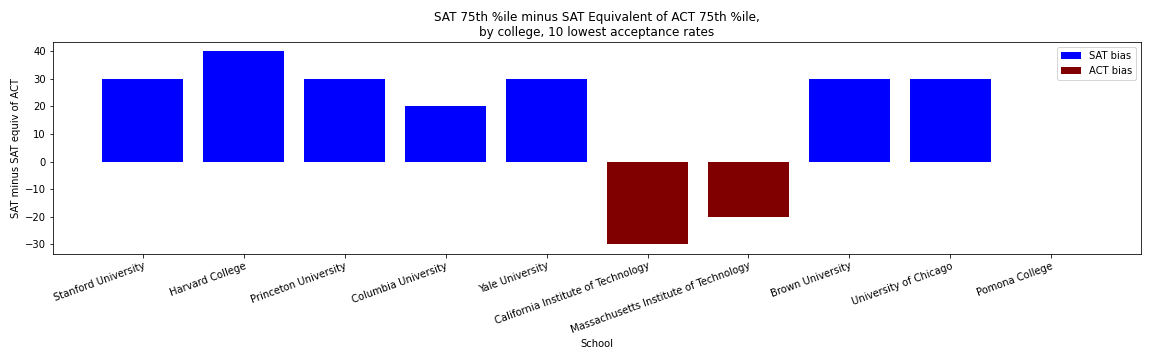 SAT 75th %ile minus SAT Equivalent of ACT 75th %ile,
by college, 10 lowest acceptance rates
SAT minus SAT equiv of ACT
40
30
20
10
0
−10
−20
−30
SAT bias
ACT bias
Stanford University
Harvard College
Princeton University
Columbia University
Yale University
California Institute of Technology
Massachusetts Institute of Technology
Brown University
University of Chicago
Pomona College
School